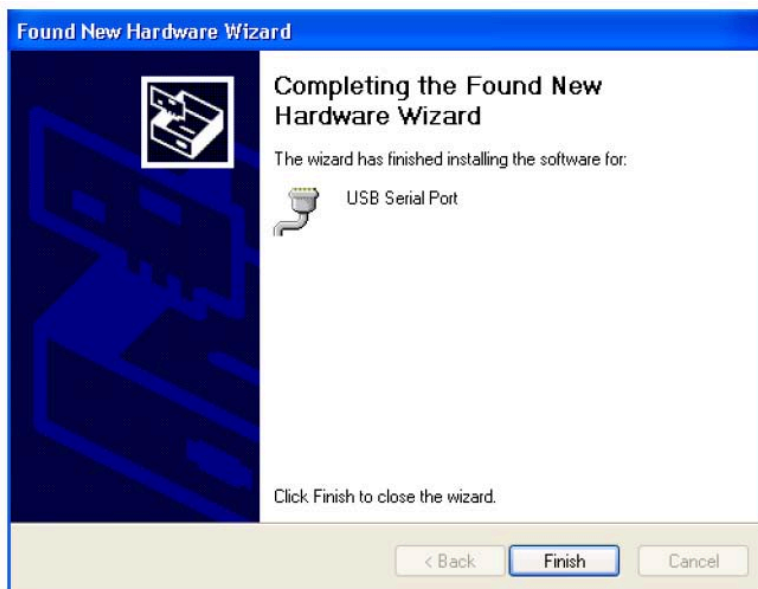 Found New Hardware Wizard
Completing the Found New
Hardware Wizard
The wizard has finished installing the software for:
USB Serial Port
Click Finish to close the wizard.
< Back
Finish
Cancel